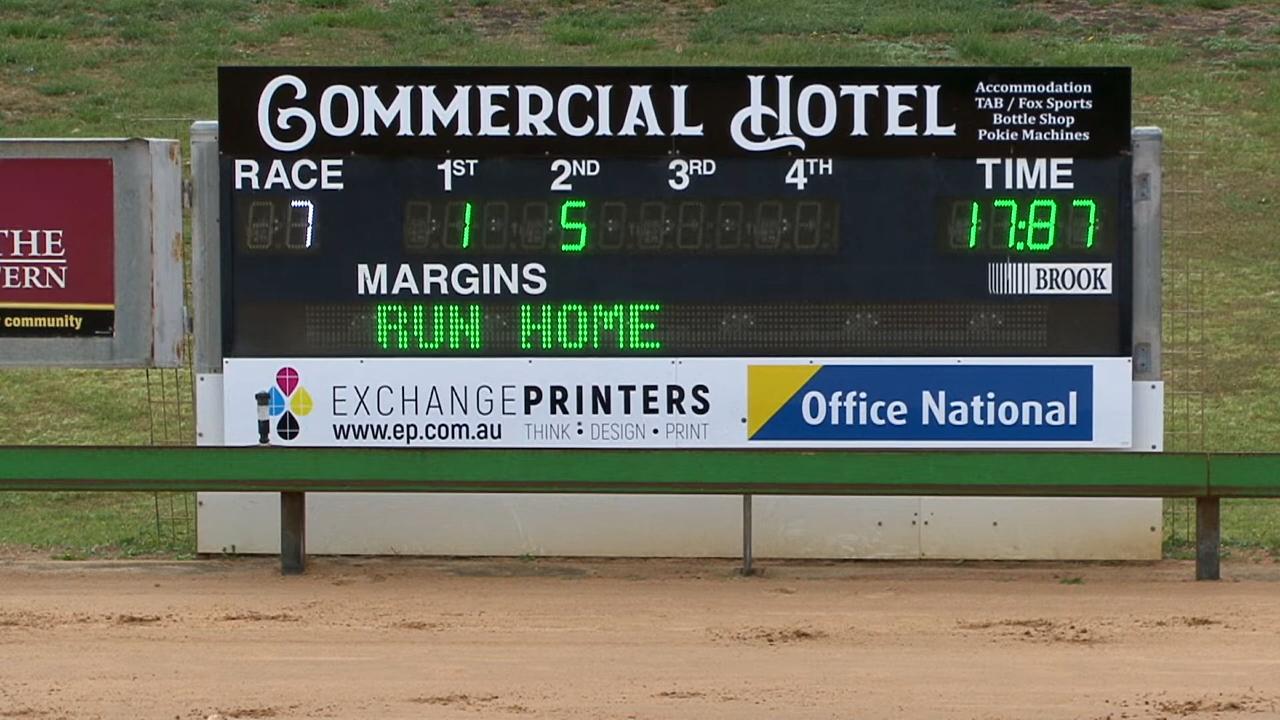 COMMERCIAL HOTEL
Accommodation
TAB / Fox Sports
Bottle Shop
Pokie Machines
RACE 1ST 2ND 3RD 4TH TIME
7 1 5 17:87
MARGINS
BROOK
RUN HOME
THE
TERN
community
EXCHANGEPRINTERS
www.ep.com.au THINK • DESIGN • PRINT
Office National